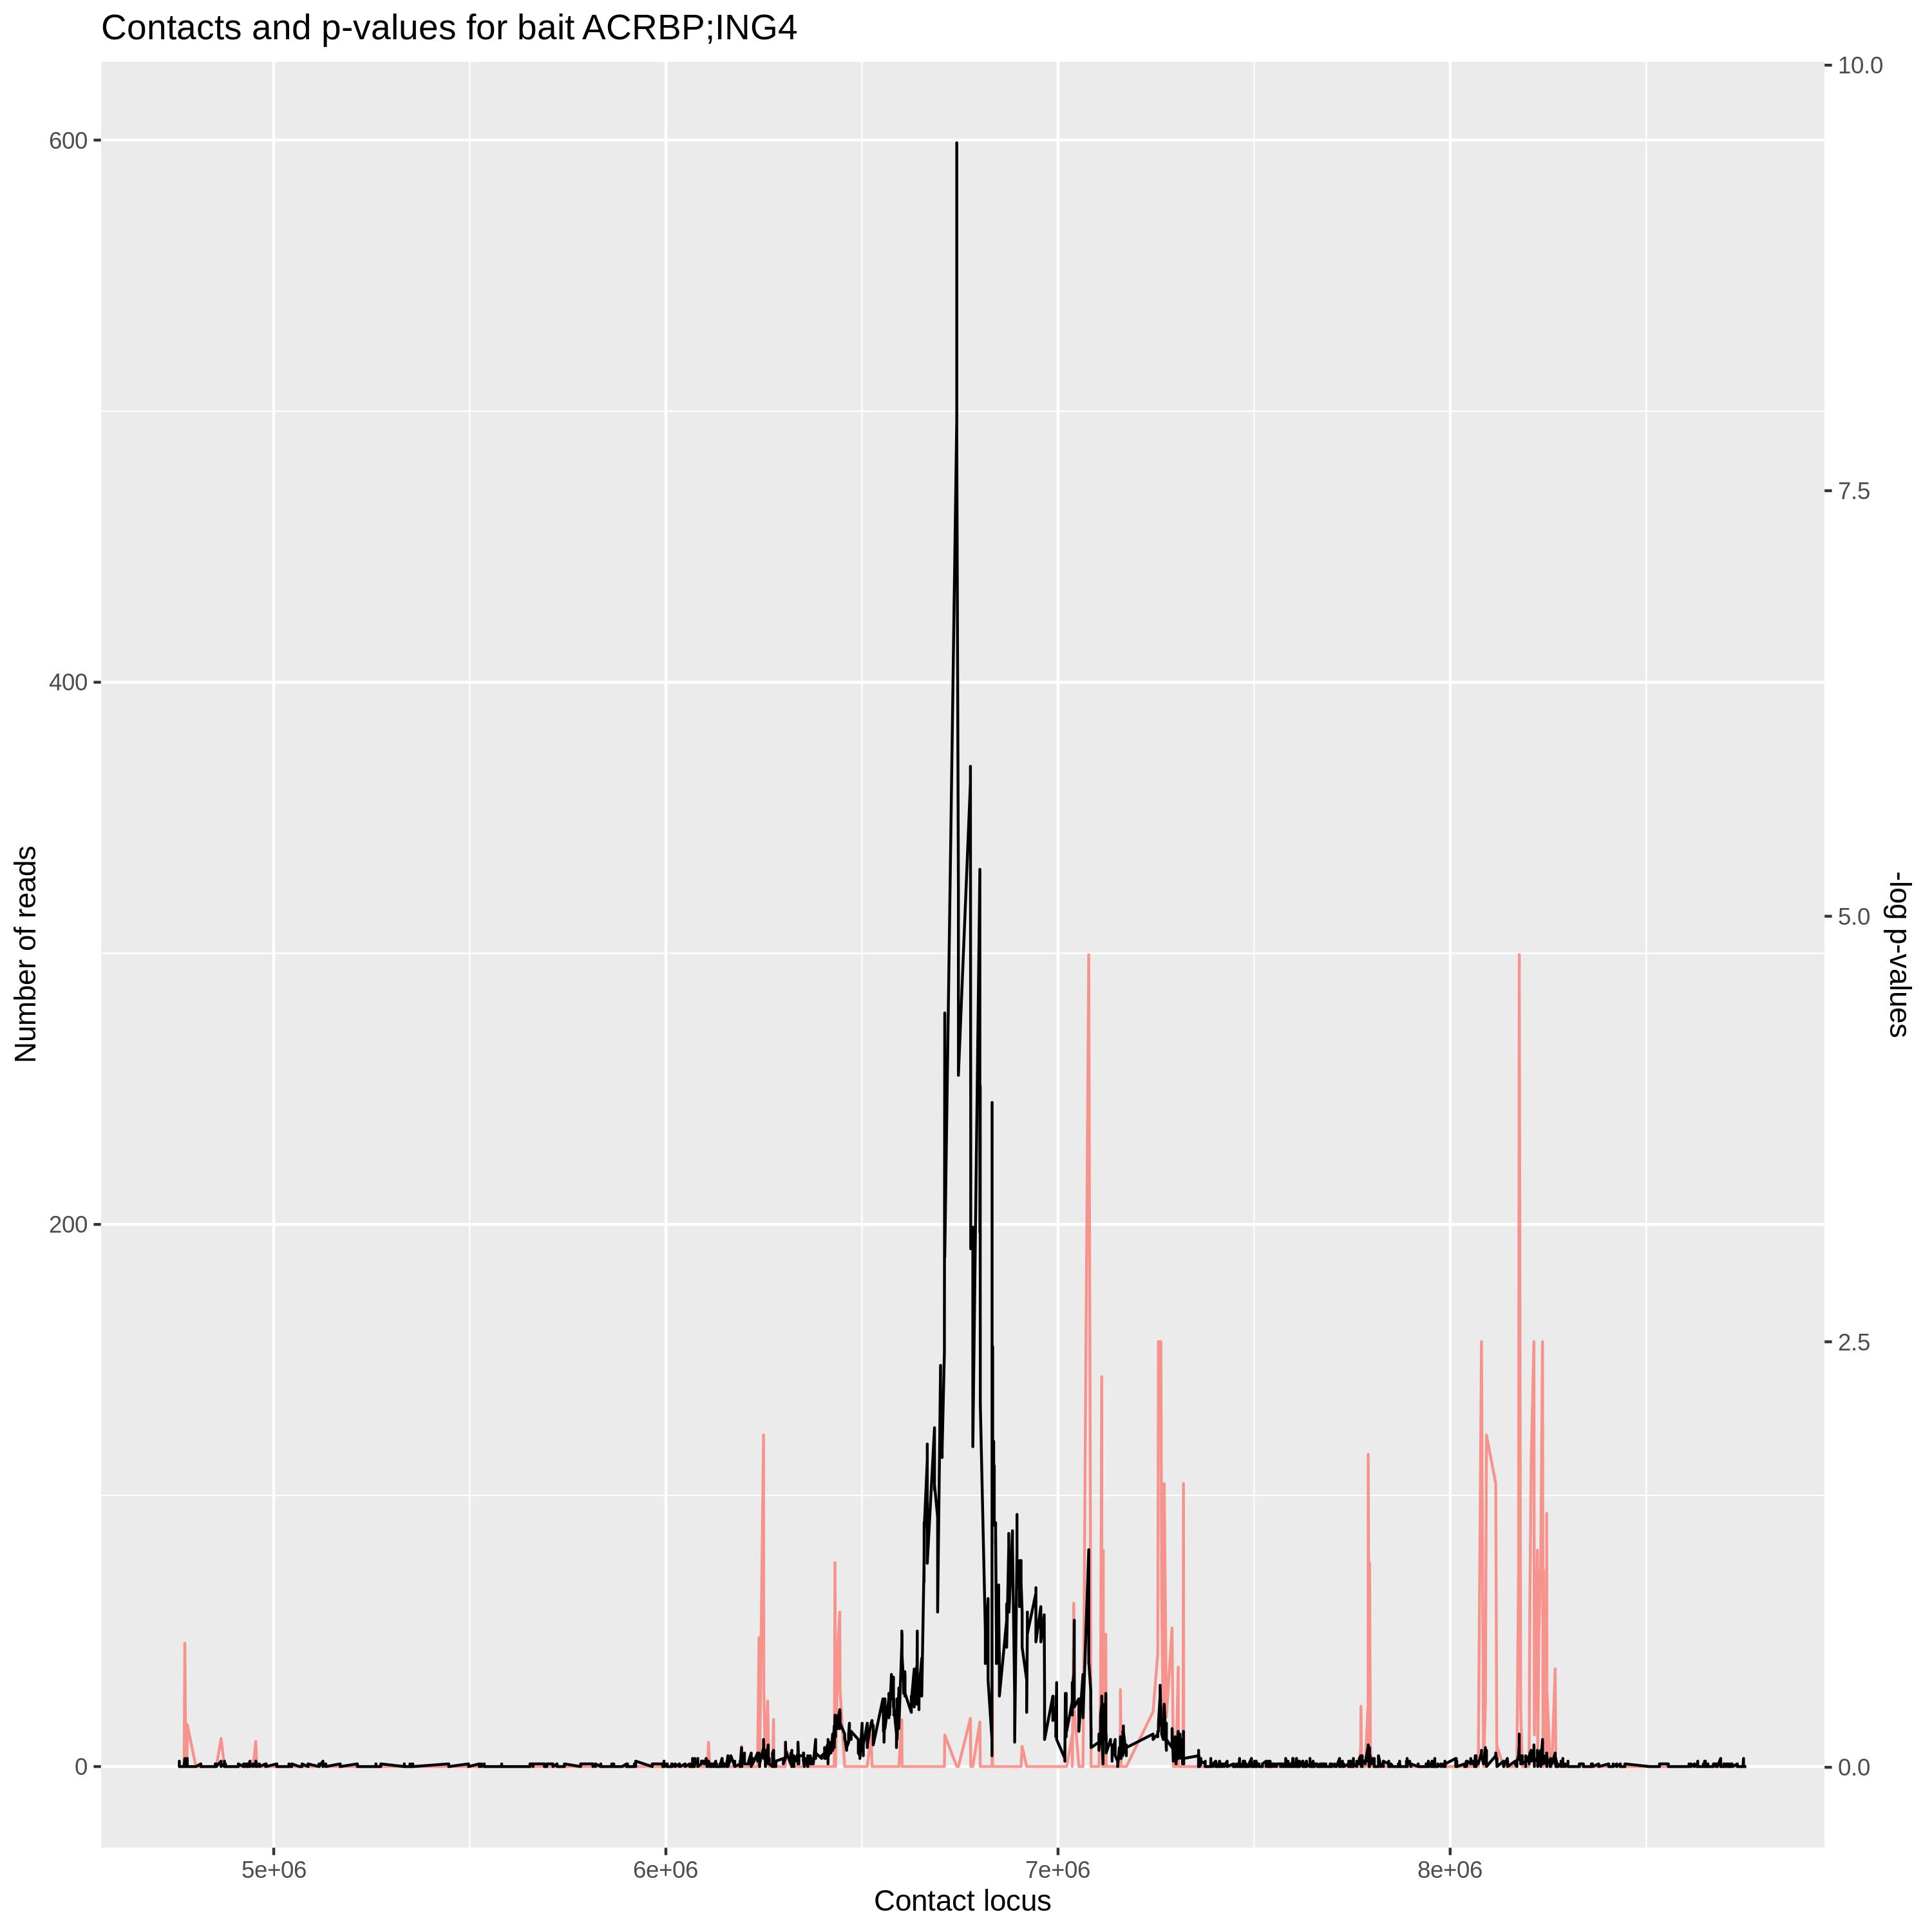 Contacts and p-values for bait ACRBP;ING4
10.0
600
7.5
400
5.0
Number of reads
-log p-values
2.5
200
0
0.0
5e+06
6e+06
7e+06
8e+06
Contact locus